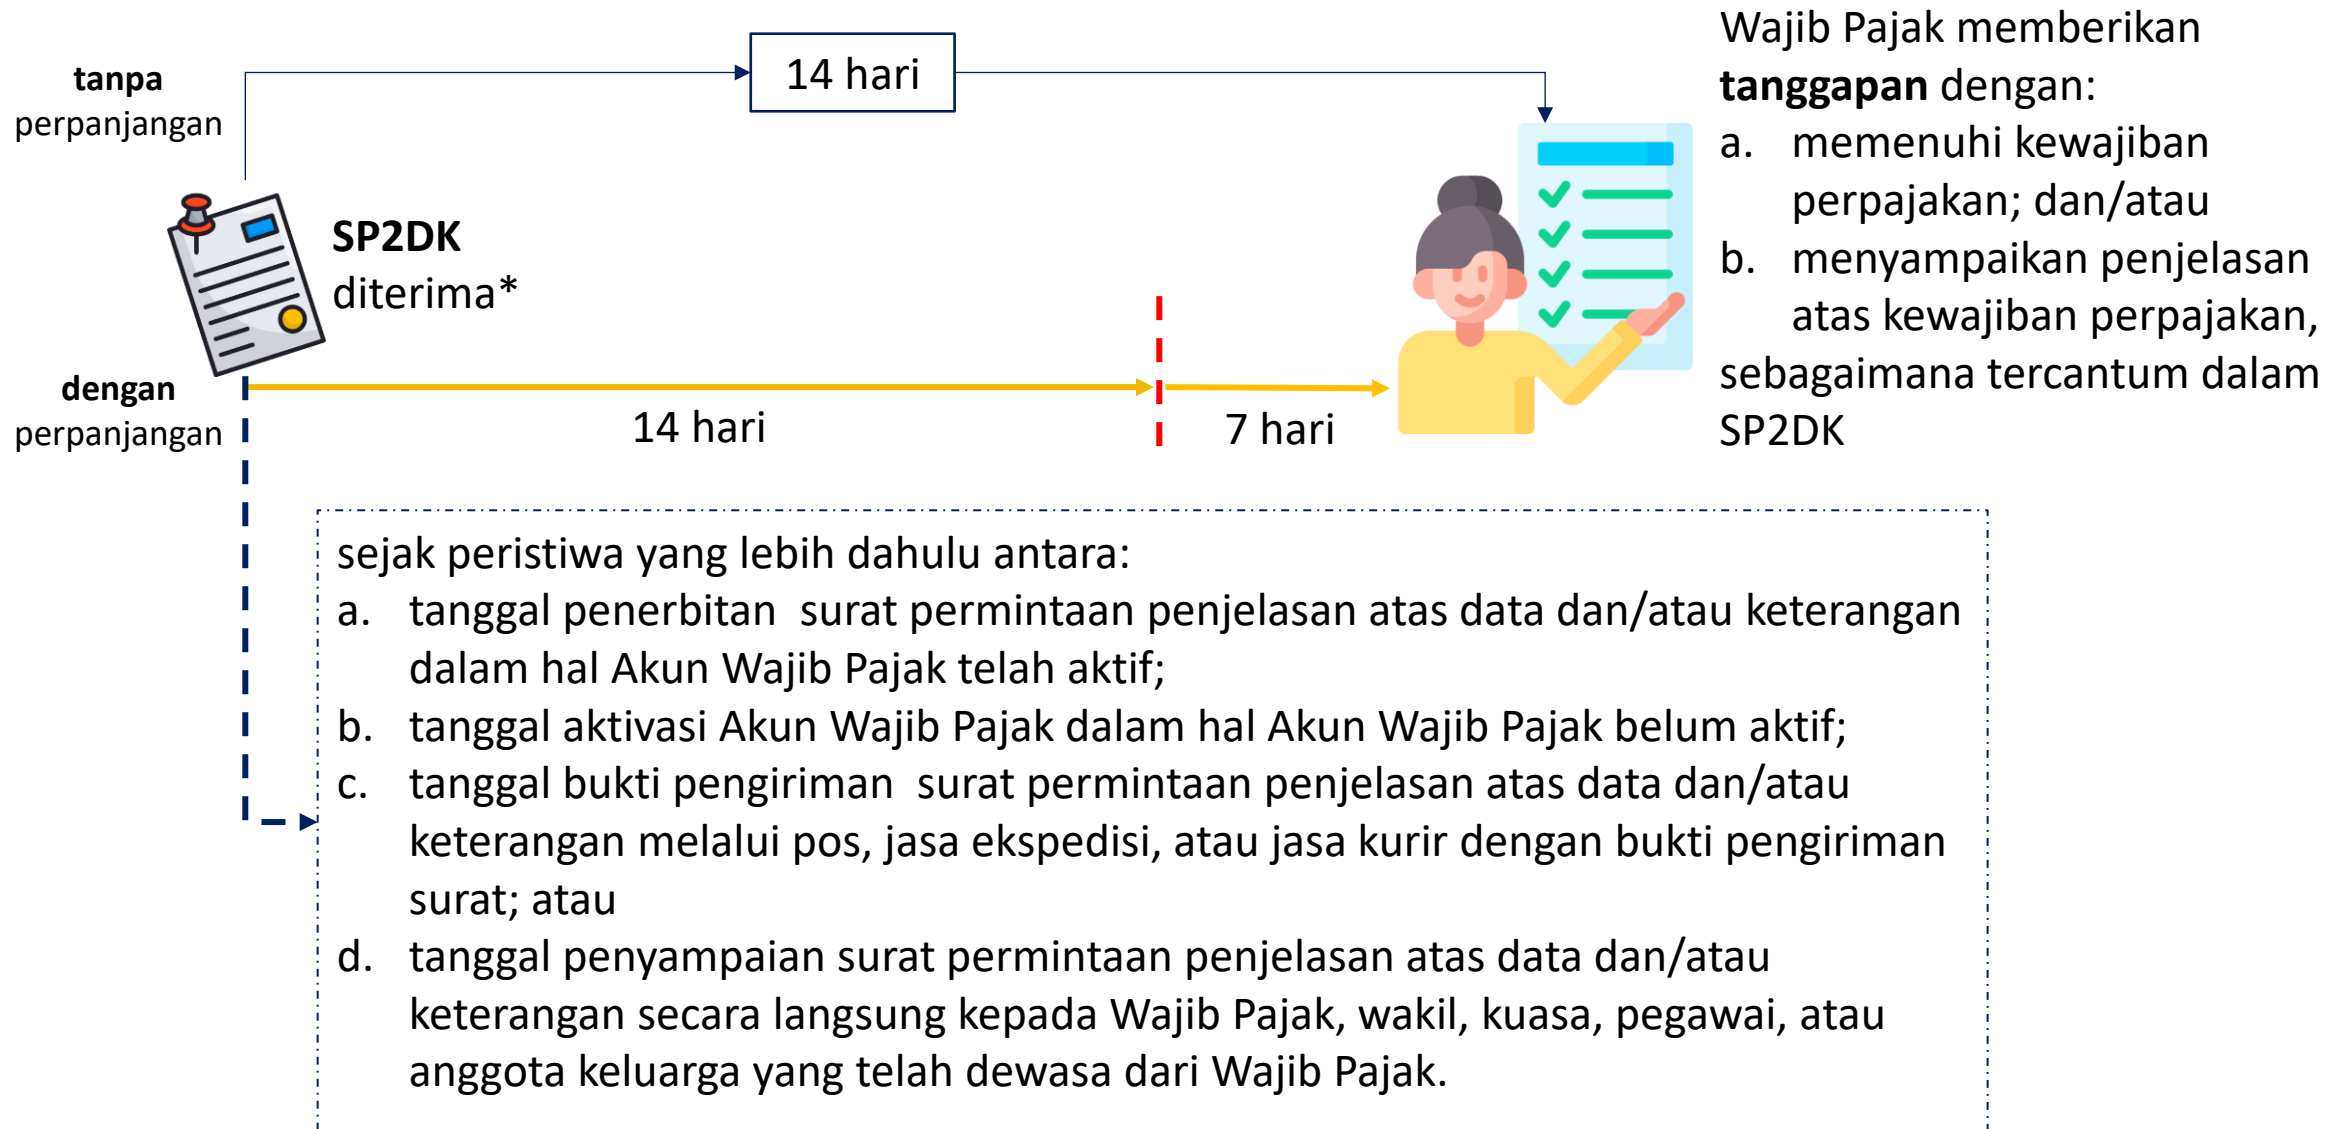 tanpa
perpanjangan
14 hari
SP2DK
diterima*
dengan
perpanjangan
14 hari
7 hari
Wajib Pajak memberikan
tanggapan dengan:
a. memenuhi kewajiban
perpajakan; dan/atau
b. menyampaikan penjelasan
atas kewajiban perpajakan,
sebagaimana tercantum dalam
SP2DK
sejak peristiwa yang lebih dahulu antara:
a. tanggal penerbitan surat permintaan penjelasan atas data dan/atau keterangan
dalam hal Akun Wajib Pajak telah aktif;
b. tanggal aktivasi Akun Wajib Pajak dalam hal Akun Wajib Pajak belum aktif;
c. tanggal bukti pengiriman surat permintaan penjelasan atas data dan/atau
keterangan melalui pos, jasa ekspedisi, atau jasa kurir dengan bukti pengiriman
surat; atau
d. tanggal penyampaian surat permintaan penjelasan atas data dan/atau
keterangan secara langsung kepada Wajib Pajak, wakil, kuasa, pegawai, atau
anggota keluarga yang telah dewasa dari Wajib Pajak.